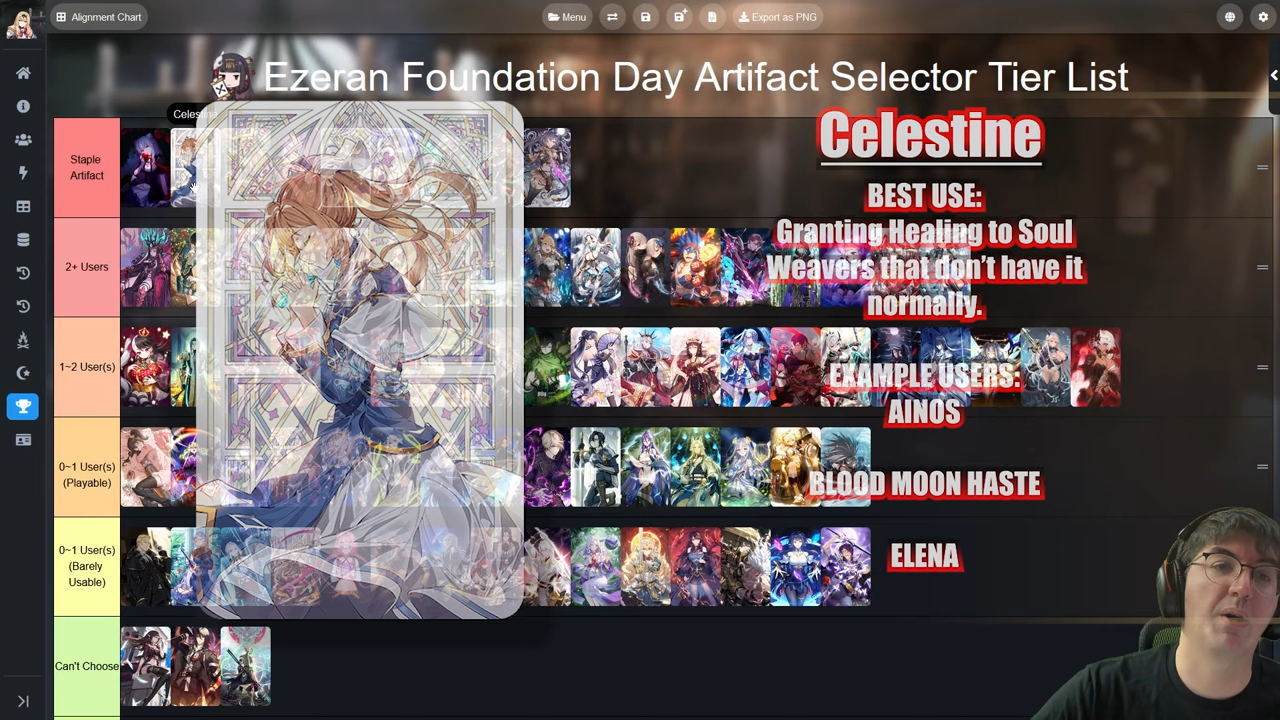 Alignment Chart
Menu
Export as PNG
Ezeran Foundation Day Artifact Selector Tier List
Celestine
Staple
Artifact
Celestine
BEST USE:
Granting Healing to Soul
Weavers that don't have it
normally.
2+ Users
1~2 User(s)
EXAMPLE USERS:
AINOS
0~1 User(s)
(Playable)
BLOOD MOON HASTE
0~1 User(s)
(Barely
Usable)
ELENA
Can't Choose